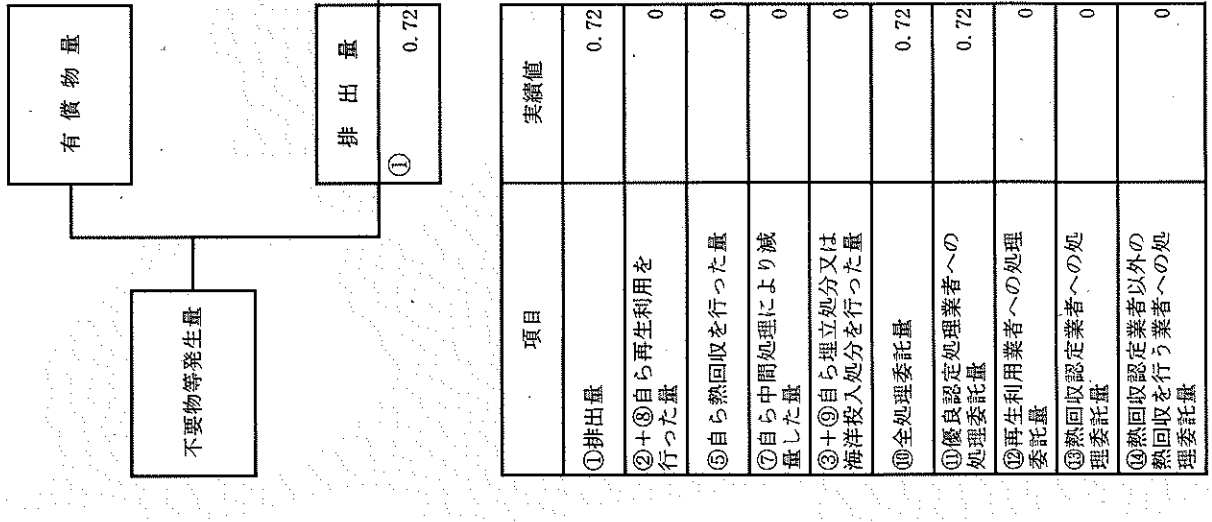 有償物量
不要物等発生量
排出量
① 0.72
項目 実績値
①排出量 0.72
②+⑧自ら再生利用を
行った量 0
⑤自ら熱回収を行った量 0
⑦自ら中間処理により減
量した量 0
③+⑨自ら埋立処分又は
海洋投入処分を行った量 0
⑩全処理委託量 0.72
⑪優良認定処理業者への
処理委託量 0.72
⑫再生利用業者への処理
委託量 0
⑬熱回収認定業者への処
理委託量 0
⑭熱回収認定業者以外の
熱回収を行う業者への処
理委託量 0